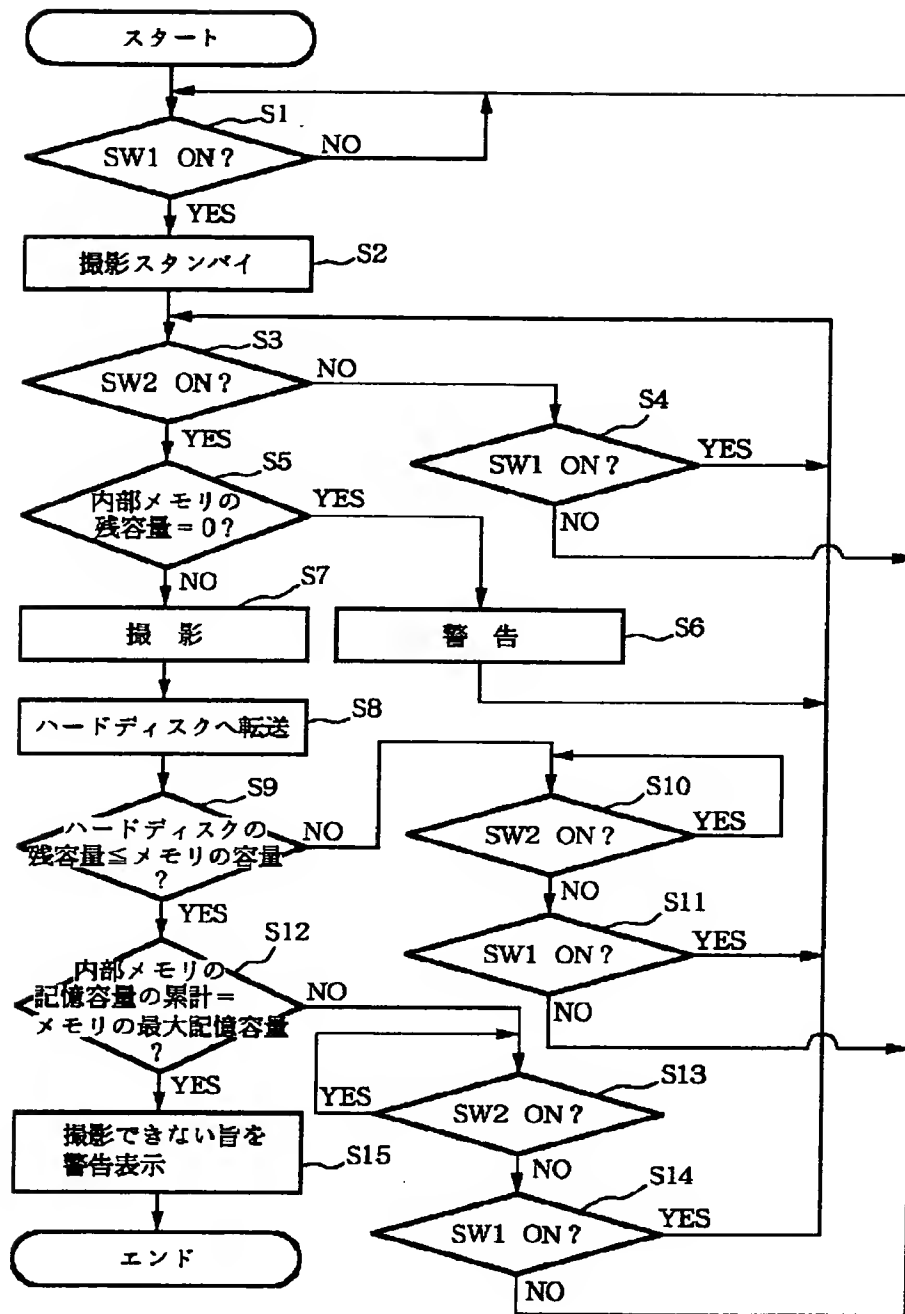 スタート
S1
SW1 ON?
NO
YES
撮影スタンバイ
S2
S3
SW2 ON?
NO
YES
S4
SW1 ON?
YES
NO
S5
内部メモリの
残容量=0?
YES
NO
S7
撮 影
警 告
S6
ハードディスクへ転送
S8
S9
ハードディスクの
残容量≦メモリの容量
?
NO
YES
S10
SW2 ON?
YES
NO
S11
SW1 ON?
YES
NO
S12
内部メモリの
記憶容量の累計=
メモリの最大記憶容量
?
NO
YES
S13
SW2 ON?
YES
NO
S14
SW1 ON?
YES
NO
撮影できない旨を
警告表示
S15
エンド